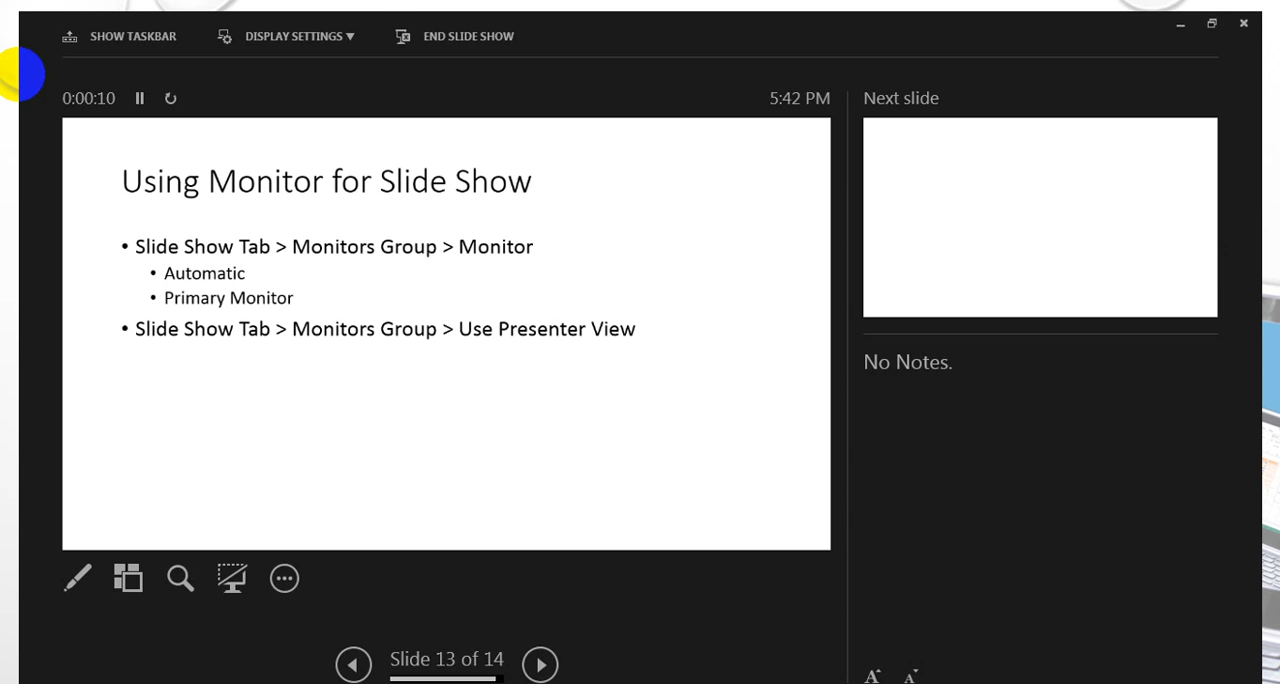 SHOW TASKBAR DISPLAY SETTINGS ▼ END SLIDE SHOW
0:00:10 5:42 PM
Using Monitor for Slide Show
• Slide Show Tab > Monitors Group > Monitor
• Automatic
• Primary Monitor
• Slide Show Tab > Monitors Group > Use Presenter View
Slide 13 of 14
Next slide
No Notes.
A A